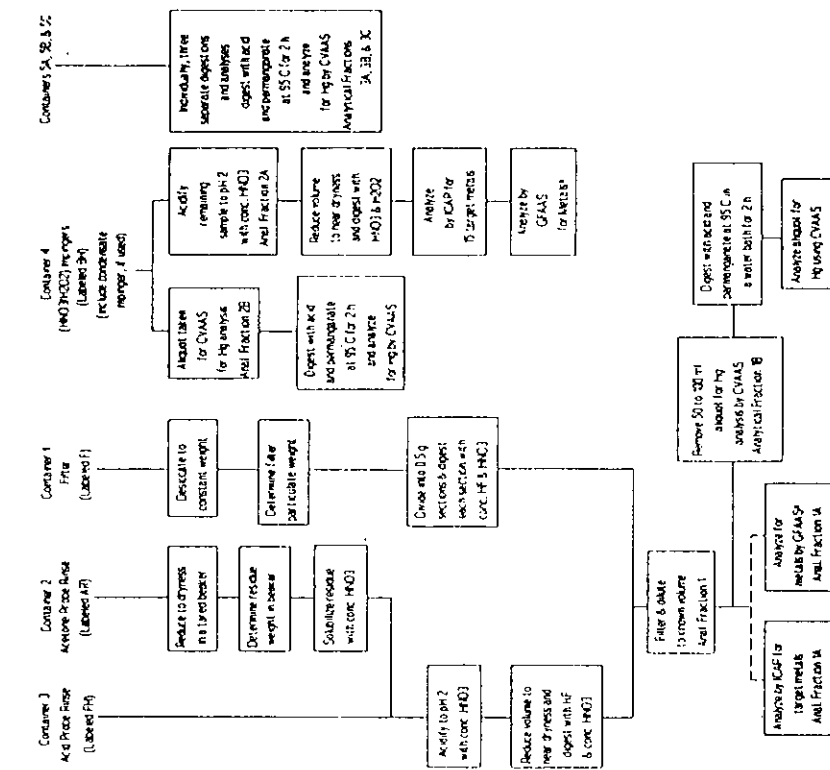 Container 3
Acid Probe Rinse
(Labeled FH)
Acidify to pH 2
with conc. HNO3
Reduce volume to
near dryness and
digest with HF
& conc. HNO3
Container 2
Acetone Probe Rinse
(Labeled AR)
Reduce to dryness
in a tared beaker
Determine residue
weight in beaker
Solubilize residue
with conc. HNO3
Container 1
Filter
(Labeled F)
Desiccate to
constant weight
Determine filter
particulate weight
Divide into 0.5 g
sections & digest
each section with
conc. HF & HNO3
Filter & dilute
to known volume
Anal. Fraction 1
Analyze by ICAP for
target metals
Anal. Fraction 1A
Analyze for
metals by GFAAS*
Anal. Fraction 1A
Remove 50 to 100 ml
aliquot for Hg
analysis by CVAAS
Analytical Fraction 1B
Digest with acid and
permanganate at 95 C in
a water bath for 2 h
Analyze aliquot for
Hg using CVAAS
Container 4
(HNO3/H2O2) Impingers
(Labeled BH)
(include condensate
impinger, if used)
Aliquot taken
for CVAAS
for Hg analysis
Anal. Fraction 2B
Digest with acid
and permanganate
at 95 C for 2 h
and analyze
for Hg by CVAAS
Acidify
remaining
sample to pH 2
with conc. HNO3
Anal. Fraction 2A
Reduce volume
to near dryness
and digest with
HNO3 & H2O2
Analyze
by ICAP for
15 target metals
Analyze by
GFAAS
for Metals*
Containers 5A, 5B, & 5C
Individually, three
separate digestions
and analyses
digest with acid
and permanganate
at 95 C for 2 h
and analyze
for Hg by CVAAS
Analytical Fractions
3A, 3B, & 3C